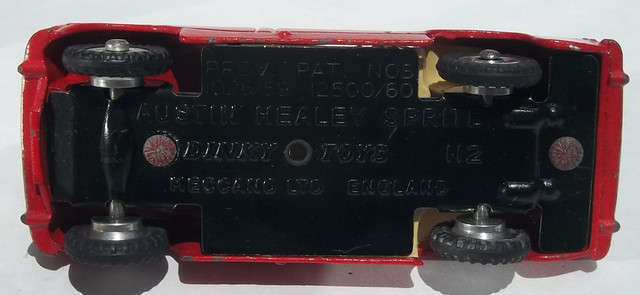 PROV PAT NOS
12500/60
AUSTIN HEALEY SPRITE
DINKY TOYS 112
MECCANO LTD ENGLAND